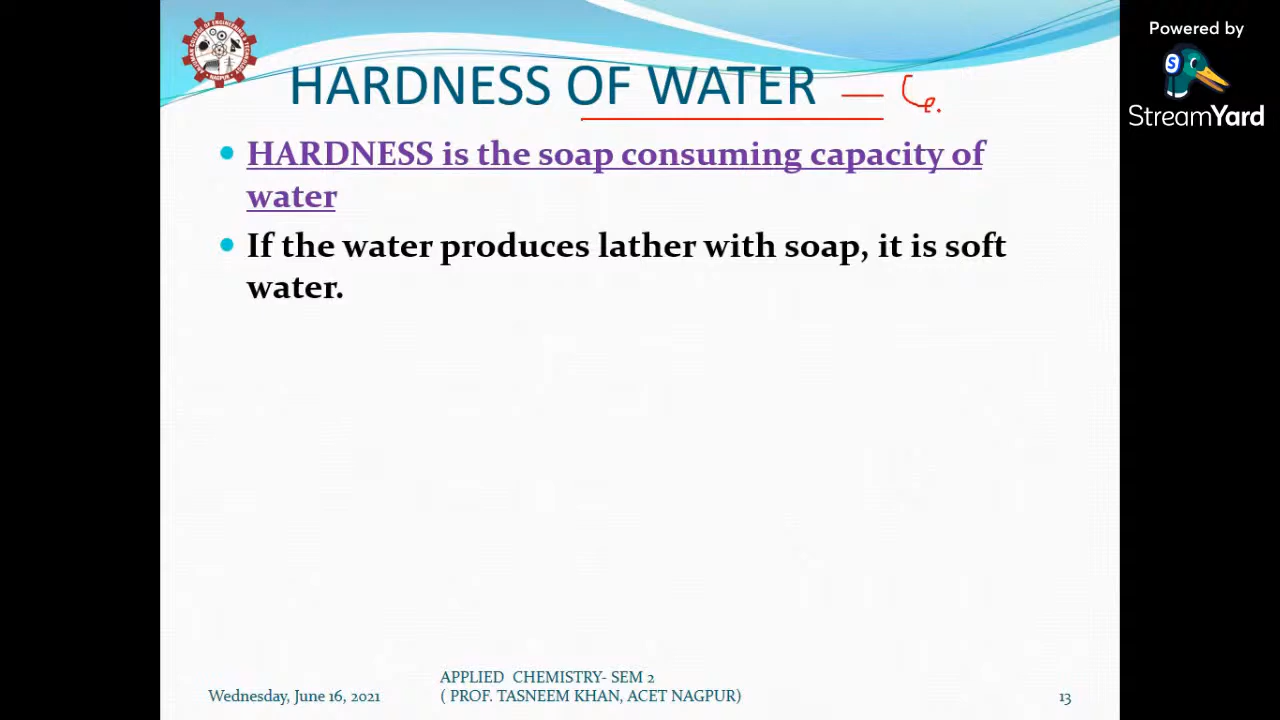 Powered by
StreamYard
HARDNESS OF WATER
HARDNESS is the soap consuming capacity of
water
If the water produces lather with soap, it is soft
water.
APPLIED CHEMISTRY- SEM 2
Wednesday, June 16, 2021
( PROF. TASNEEM KHAN, ACET NAGPUR)
13